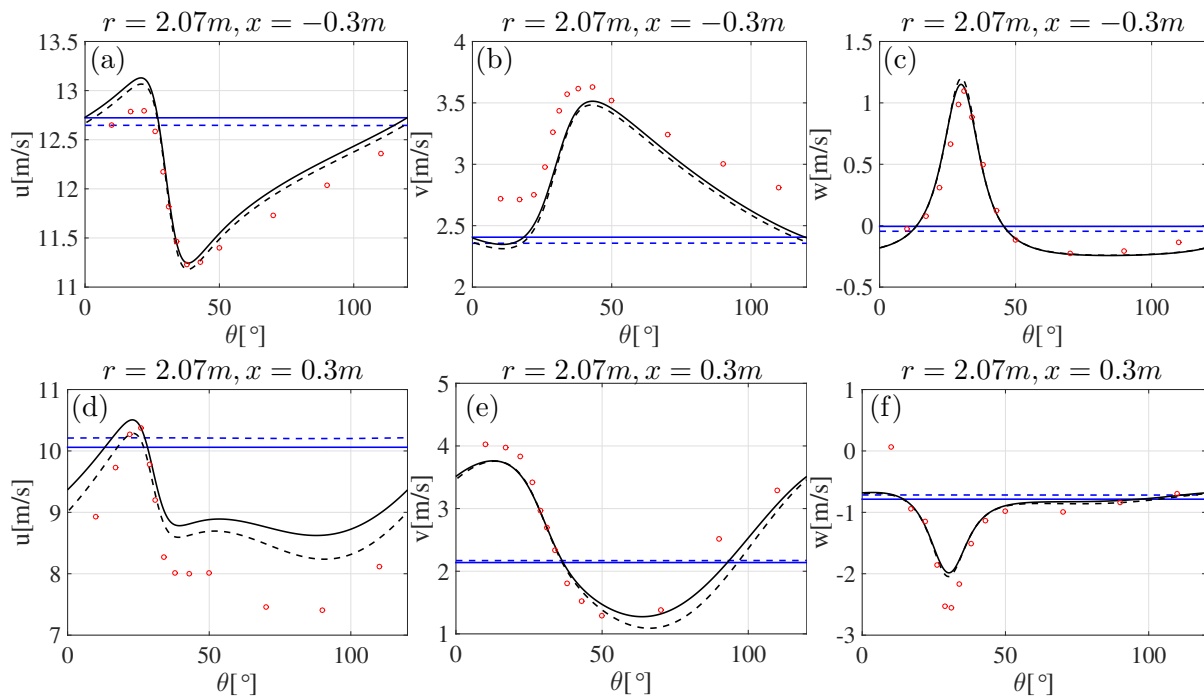 r = 2.07m, x = −0.3m
(a)
u[m/s]
13.5
13
12.5
12
11.5
11
0
50
100
θ[°]
r = 2.07m, x = −0.3m
(b)
v[m/s]
4
3.5
3
2.5
2
0
50
100
θ[°]
r = 2.07m, x = −0.3m
(c)
w[m/s]
1.5
1
0.5
0
-0.5
0
50
100
θ[°]
r = 2.07m, x = 0.3m
(d)
u[m/s]
11
10
9
8
7
0
50
100
θ[°]
r = 2.07m, x = 0.3m
(e)
v[m/s]
5
4
3
2
1
0
50
100
θ[°]
r = 2.07m, x = 0.3m
(f)
w[m/s]
1
0
-1
-2
-3
0
50
100
θ[°]